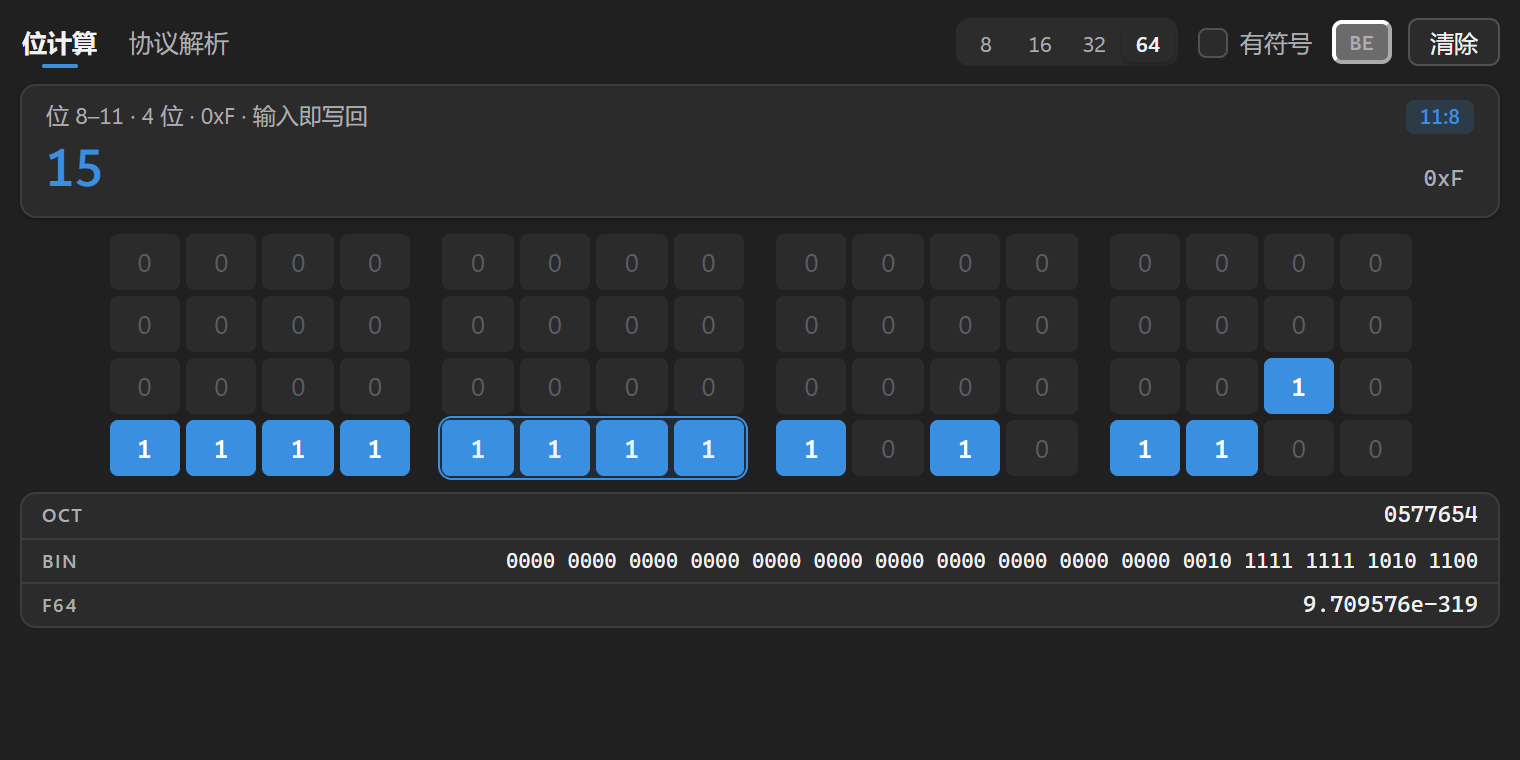 位计算 协议解析 8 16 32 64 有符号 BE 清除
位 8–11 · 4 位 · 0xF · 输入即写回 11:8
15 0xF
0 0 0 0 0 0 0 0 0 0 0 0 0 0 0 0
0 0 0 0 0 0 0 0 0 0 0 0 0 0 0 0
0 0 0 0 0 0 0 0 0 0 0 0 0 0 1 0
1 1 1 1 1 1 1 1 1 0 1 0 1 1 0 0
OCT 0577654
BIN 0000 0000 0000 0000 0000 0000 0000 0000 0000 0000 0000 0010 1111 1111 1010 1100
F64 9.709576e−319